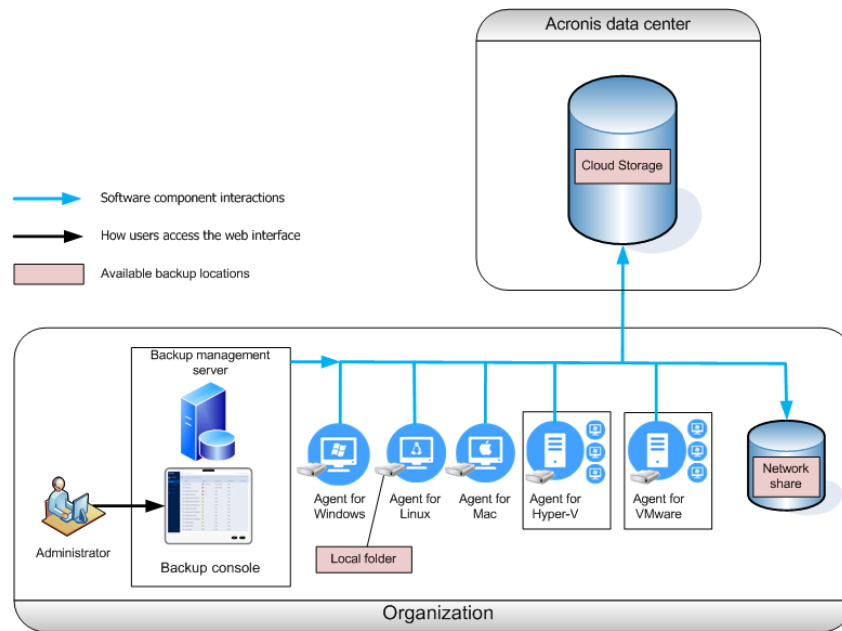 Acronis data center
Cloud Storage
Software component interactions
How users access the web interface
Available backup locations
Backup management
server
Administrator
Backup console
Agent for
Windows
Agent for
Linux
Agent for
Mac
Agent for
Hyper-V
Agent for
VMware
Network
share
Local folder
Organization